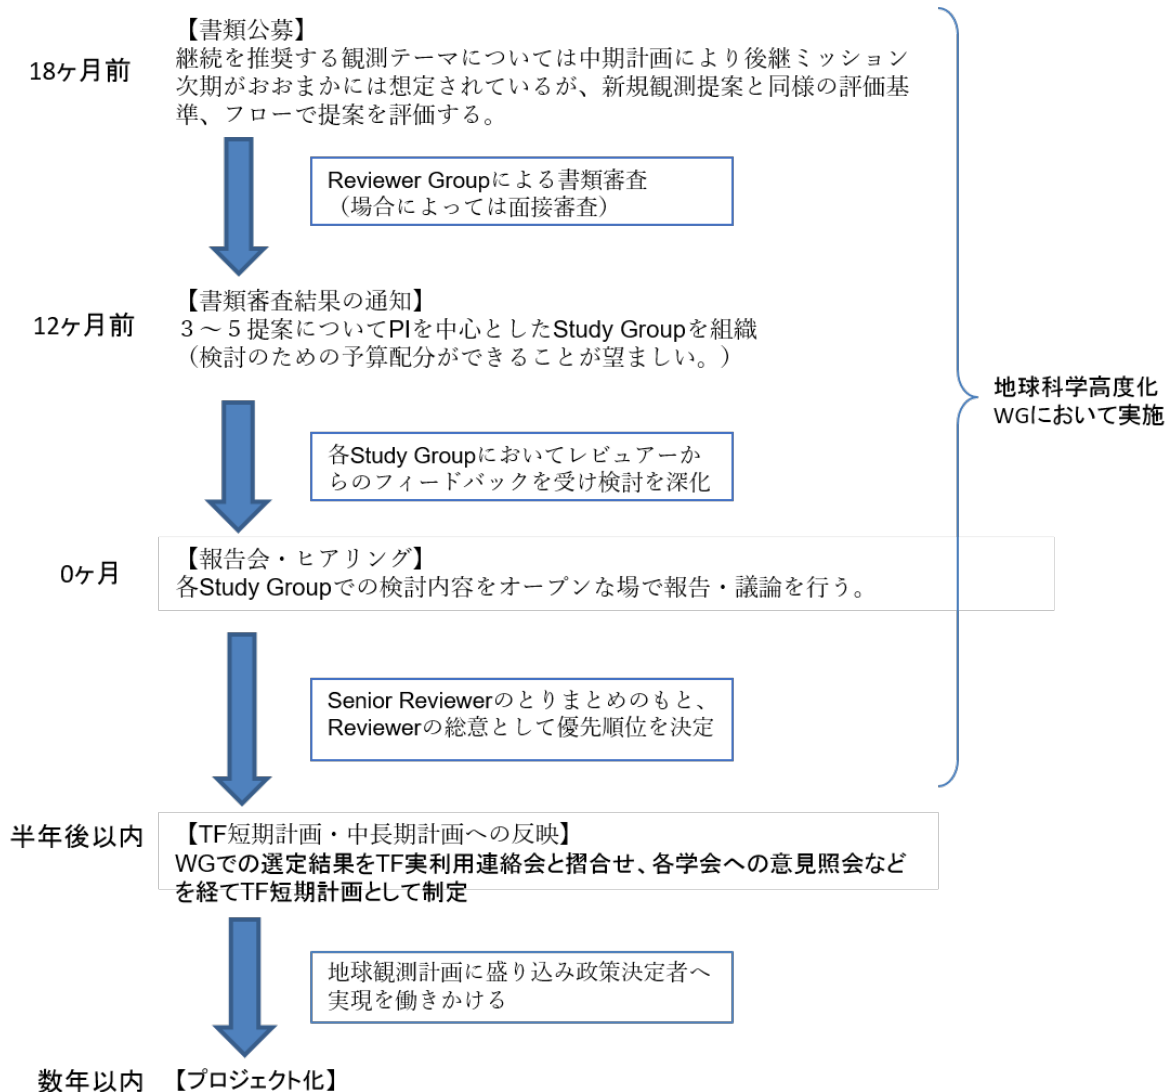 【書類公募】
18ヶ月前
継続を推奨する観測テーマについては中期計画により後継ミッション
次期がおおまかには想定されているが、新規観測提案と同様の評価基
準、フローで提案を評価する。
Reviewer Groupによる書類審査
（場合によっては面接審査）
【書類審査結果の通知】
12ヶ月前
３～５提案についてPIを中心としたStudy Groupを組織
（検討のための予算配分ができることが望ましい。）
地球科学高度化
WGにおいて実施
各Study Groupにおいてレビュアーか
らのフィードバックを受け検討を深化
【報告会・ヒアリング】
0ヶ月
各Study Groupでの検討内容をオープンな場で報告・議論を行う。
Senior Reviewerのとりまとめのもと、
Reviewerの総意として優先順位を決定
半年後以内
【TF短期計画・中長期計画への反映】
WGでの選定結果をTF実利用連絡会と摺合せ、各学会への意見照会など
を経てTF短期計画として制定
地球観測計画に盛り込み政策決定者へ
実現を働きかける
数年以内
【プロジェクト化】